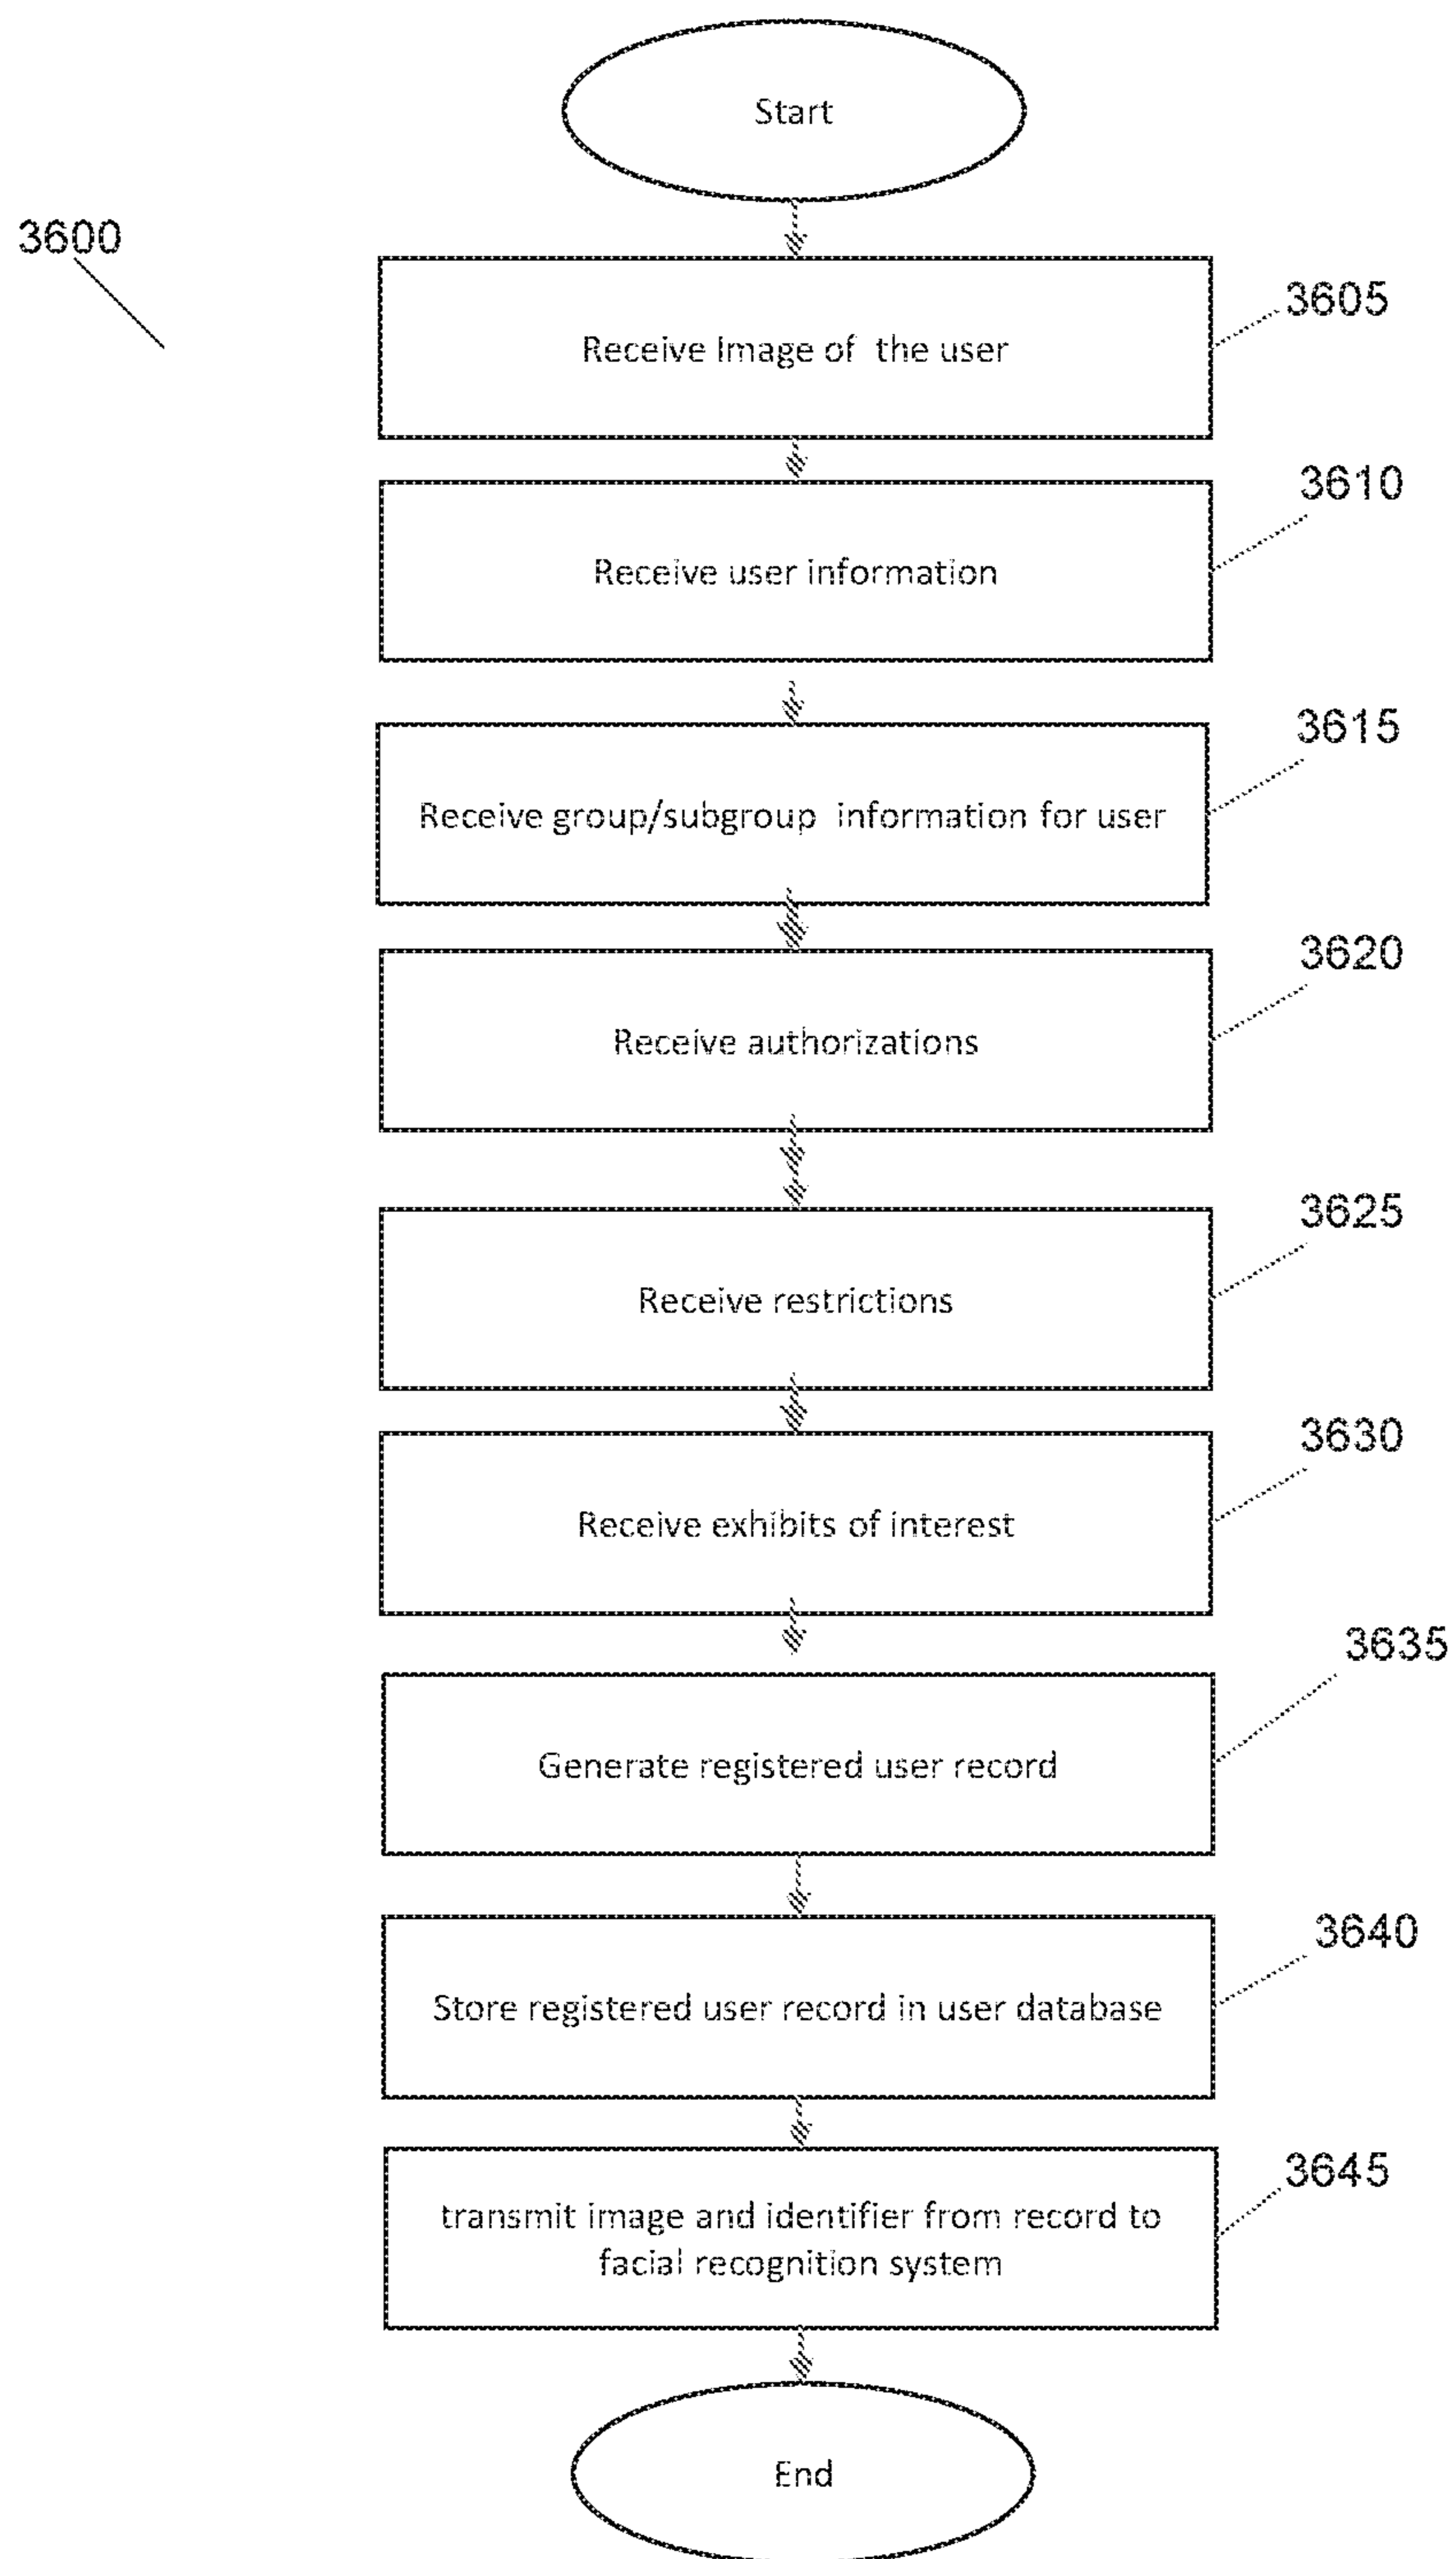 Start
3600
3605
Receive Image of the user
3610
Receive user information
3615
Receive group/subgroup information for user
3620
Receive authorizations
3625
Receive restrictions
3630
Receive exhibits of interest
3635
Generate registered user record
3640
Store registered user record in user database
3645
transmit image and identifier from record to
facial recognition system
End